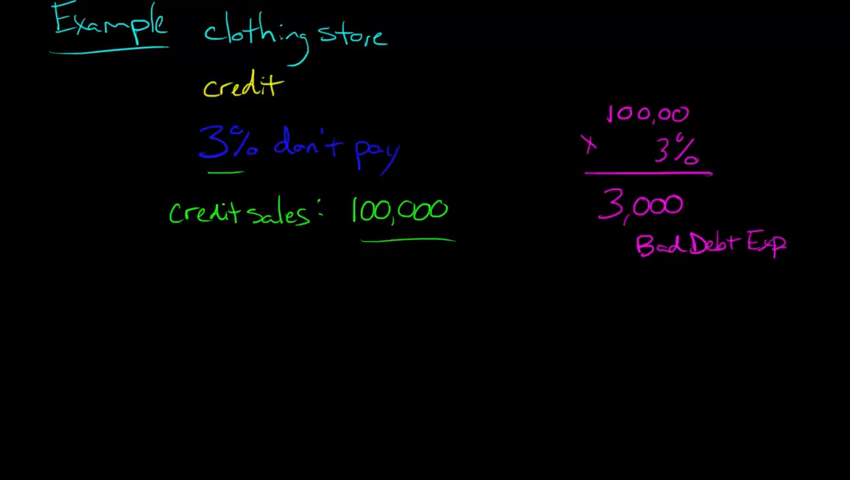 Example clothing store
credit
3% don't pay
credit sales: 100,000
100,00
x 3%
3,000
Bad Debt Exp